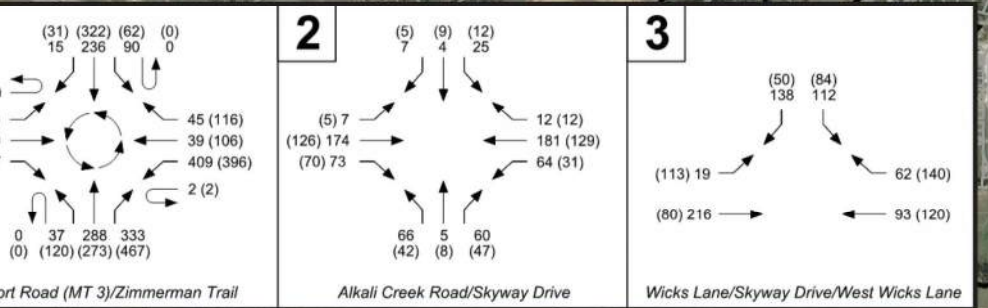 (31) (322) (62) (0)
15 236 90 0
45 (116)
39 (106)
409 (396)
2 (2)
0 37 288 333
(0) (120) (273) (467)
ort Road (MT 3)/Zimmerman Trail
2
(5) (9) (12)
7 4 25
(5) 7
12 (12)
(126) 174
181 (129)
(70) 73
64 (31)
66 5 60
(42) (8) (47)
Alkali Creek Road/Skyway Drive
3
(50) (84)
138 112
(113) 19
62 (140)
(80) 216
93 (120)
Wicks Lane/Skyway Drive/West Wicks Lane